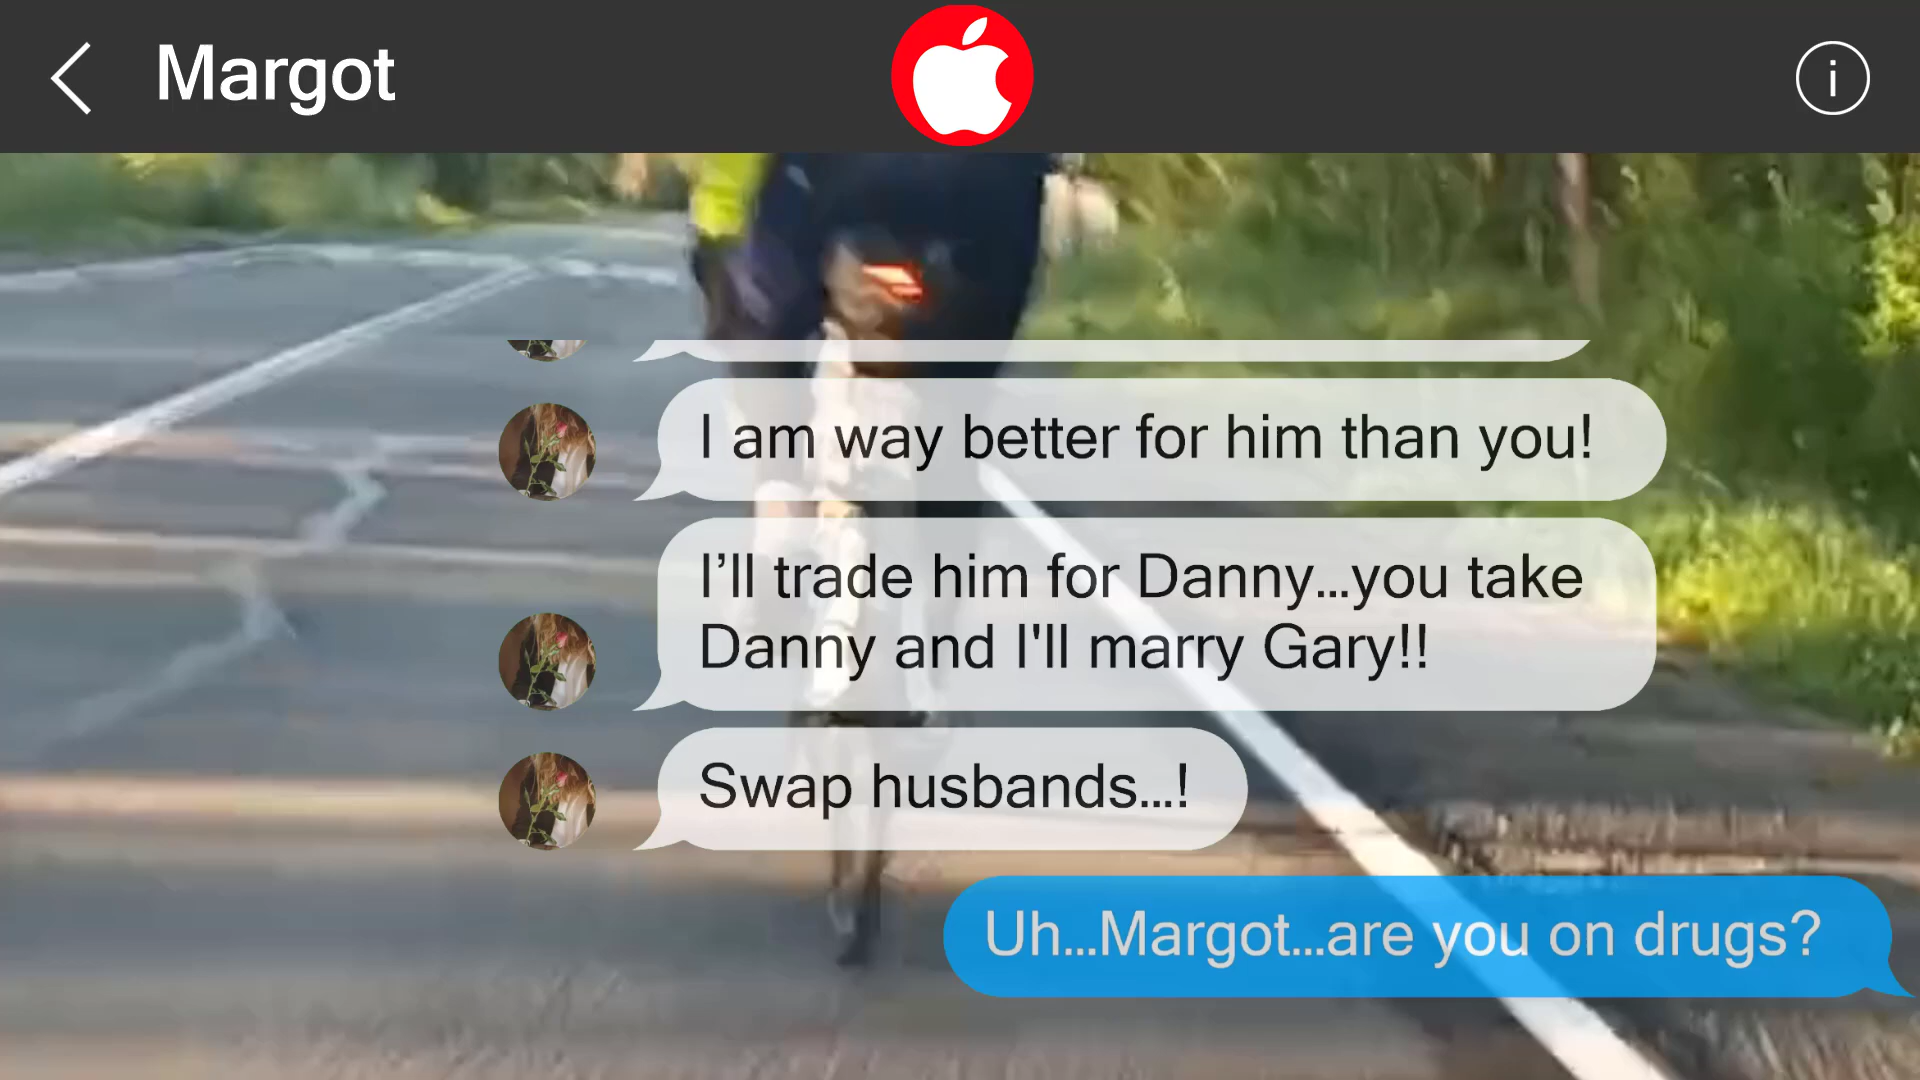 Margot
i
I am way better for him than you!
I’ll trade him for Danny...you take
Danny and I'll marry Gary!!
Swap husbands...!
Uh...Margot...are you on drugs?